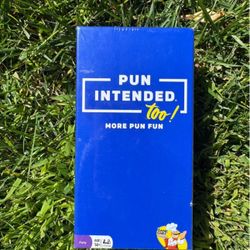 PUN
INTENDED
too!
MORE PUN FUN